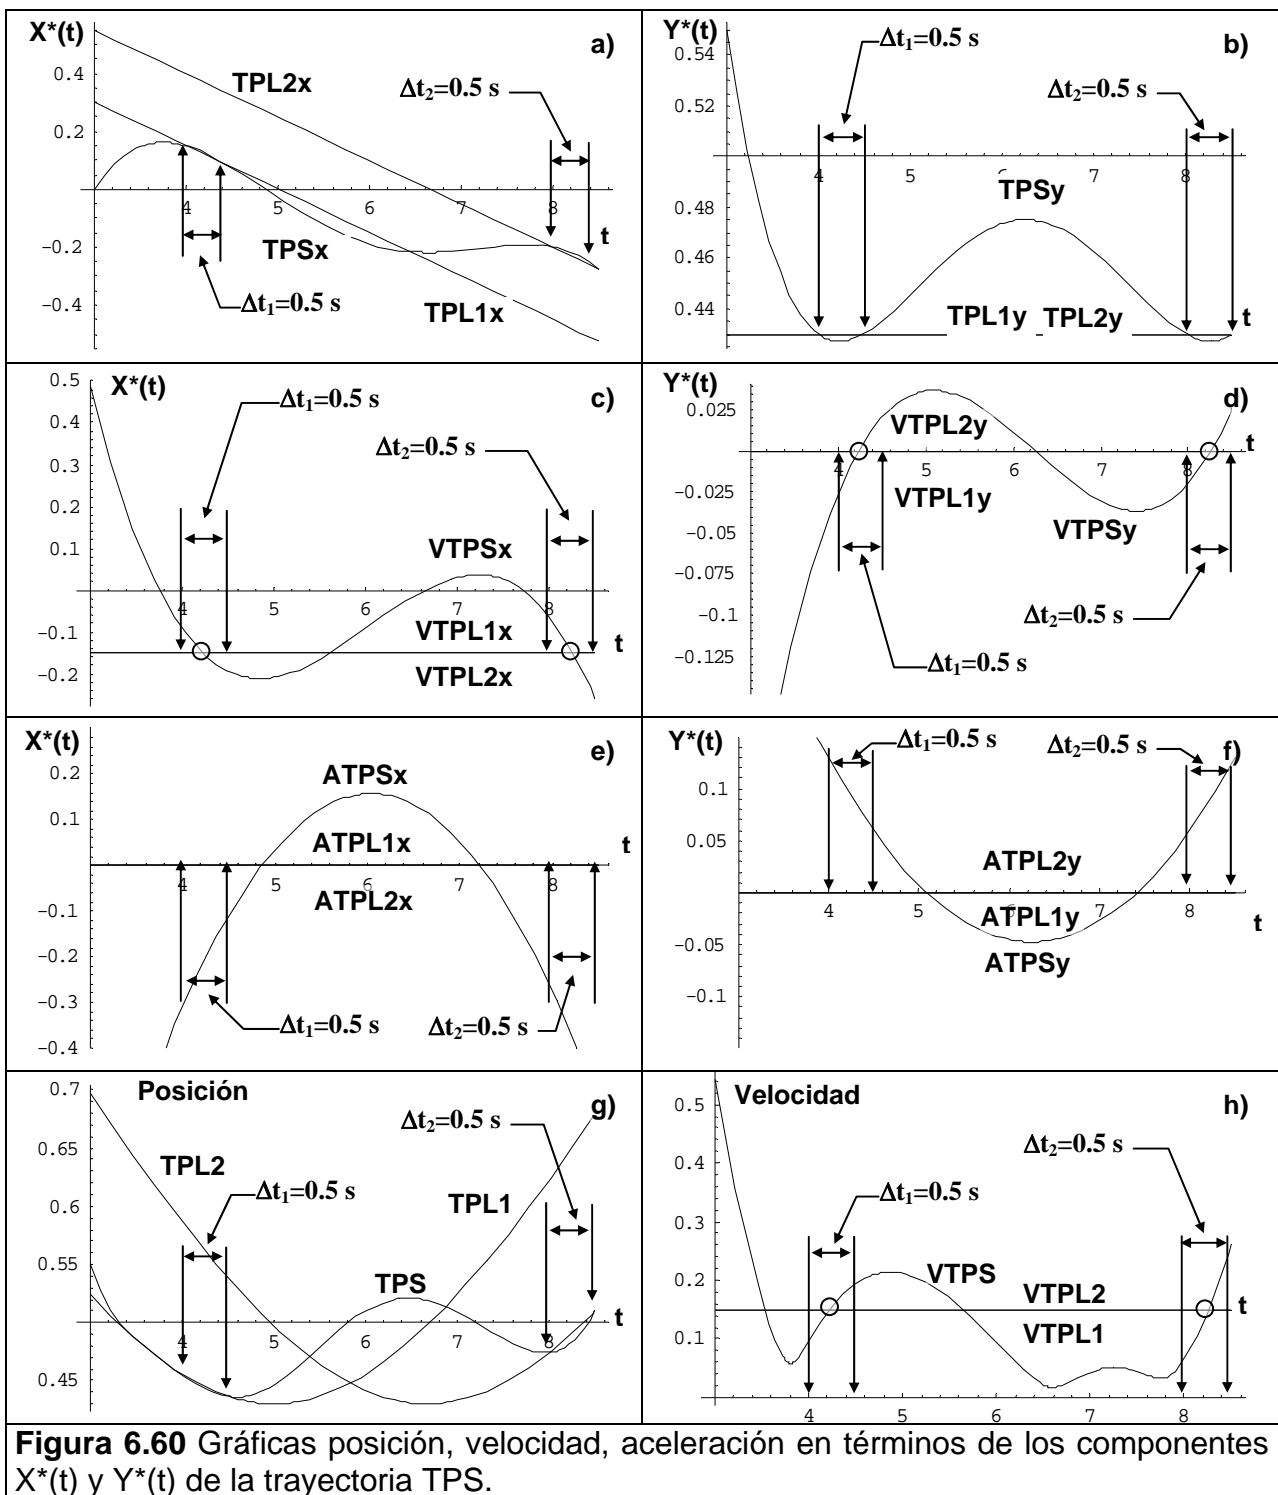 X*(t)
a)
0.4
TPL2x
Δt₂=0.5 s
0.2
4 5 6 7 8
t
-0.2
TPSx
Δt₁=0.5 s
-0.4
TPL1x
Y*(t)
b)
Δt₁=0.5 s
0.54
Δt₂=0.5 s
0.52
4 5 6 7 8
TPSy
0.48
0.46
0.44
TPL1y TPL2y
t
X*(t)
c)
0.5
Δt₁=0.5 s
0.4
Δt₂=0.5 s
0.3
0.2
0.1
VTPSx
4 5 6 7 8
-0.1
VTPL1x
t
-0.2
VTPL2x
Y*(t)
d)
0.025
VTPL2y
t
4 5 6 7 8
-0.025
VTPL1y
-0.05
VTPSy
-0.075
-0.1
Δt₂=0.5 s
-0.125
Δt₁=0.5 s
X*(t)
e)
0.2
ATPSx
0.1
ATPL1x
t
4 5 6 7 8
ATPL2x
-0.1
-0.2
-0.3
Δt₁=0.5 s
Δt₂=0.5 s
-0.4
Y*(t)
f)
Δt₁=0.5 s
Δt₂=0.5 s
0.1
0.05
ATPL2y
4 5 6 7 8
ATPL1y
t
-0.05
ATPSy
-0.1
0.7
Posición
g)
Δt₂=0.5 s
0.65
TPL2
Δt₁=0.5 s
0.6
TPL1
0.55
TPS
t
4 5 6 7 8
0.45
Velocidad
h)
0.5
Δt₂=0.5 s
0.4
Δt₁=0.5 s
0.3
VTPS
0.2
VTPL2
t
VTPL1
0.1
4 5 6 7 8
Figura 6.60 Gráficas posición, velocidad, aceleración en términos de los componentes
X*(t) y Y*(t) de la trayectoria TPS.